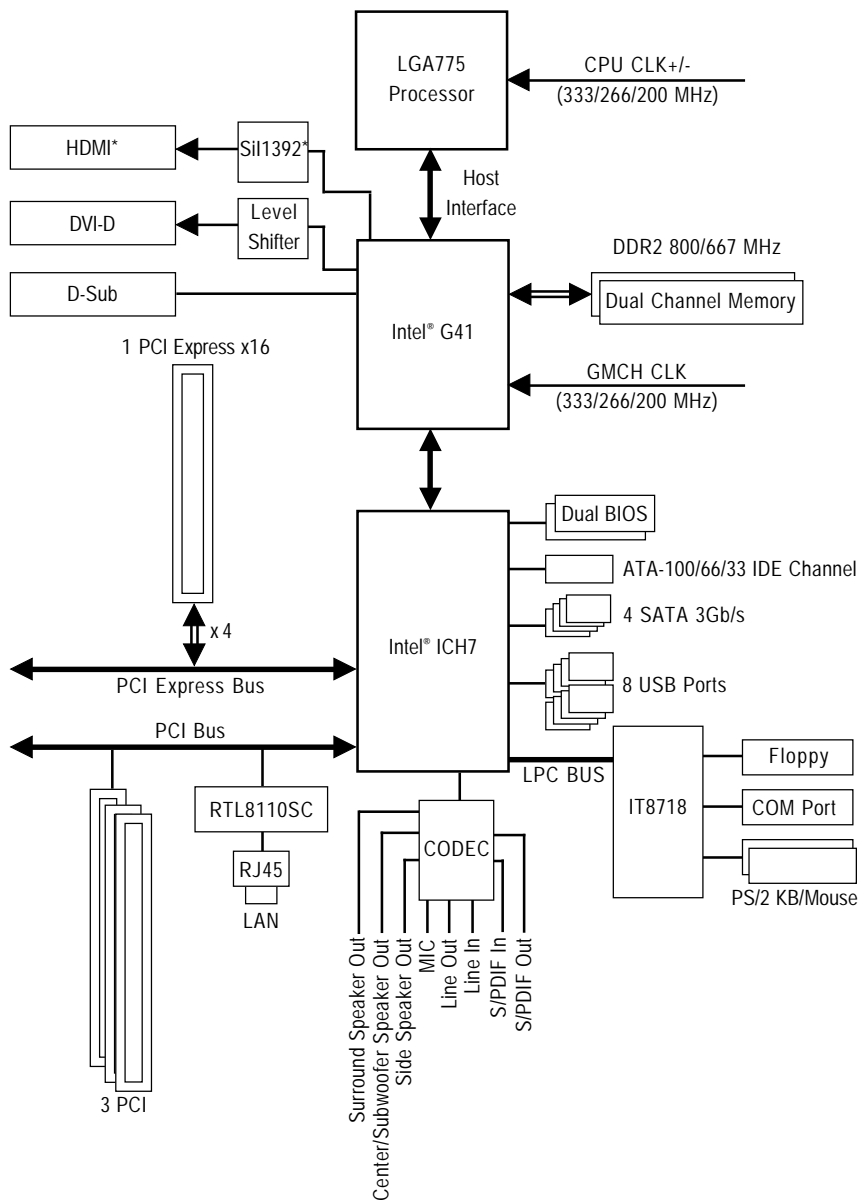 LGA775
Processor
CPU CLK+/-
(333/266/200 MHz)
HDMI*
SiI1392*
Host
Interface
DVI-D
Level
Shifter
DDR2 800/667 MHz
D-Sub
Dual Channel Memory
Intel® G41
1 PCI Express x16
GMCH CLK
(333/266/200 MHz)
Dual BIOS
ATA-100/66/33 IDE Channel
4 SATA 3Gb/s
x 4
Intel® ICH7
PCI Express Bus
8 USB Ports
PCI Bus
LPC BUS
Floppy
RTL8110SC
IT8718
COM Port
CODEC
RJ45
PS/2 KB/Mouse
LAN
Surround Speaker Out
Center/Subwoofer Speaker Out
Side Speaker Out
MIC
Line Out
Line In
S/PDIF In
S/PDIF Out
3 PCI